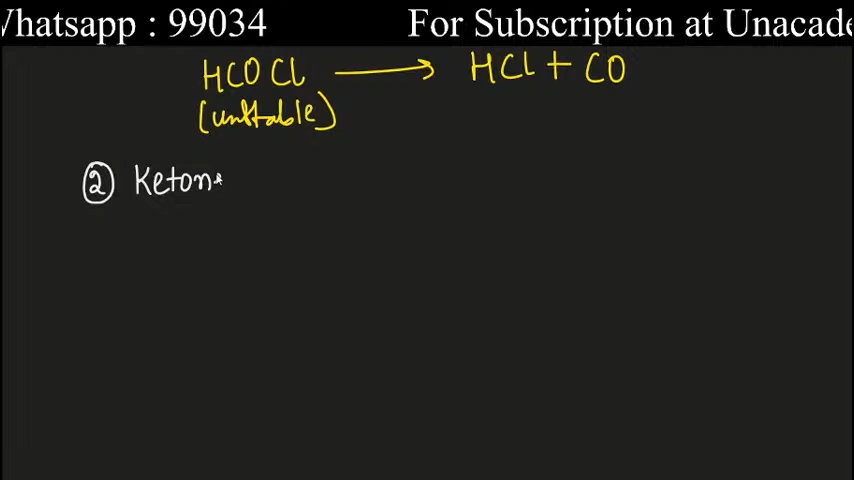 Whatsapp : 99034 For Subscription at Unacade
HCOCl ⟶ HCl + CO
(unstable)
② Keton